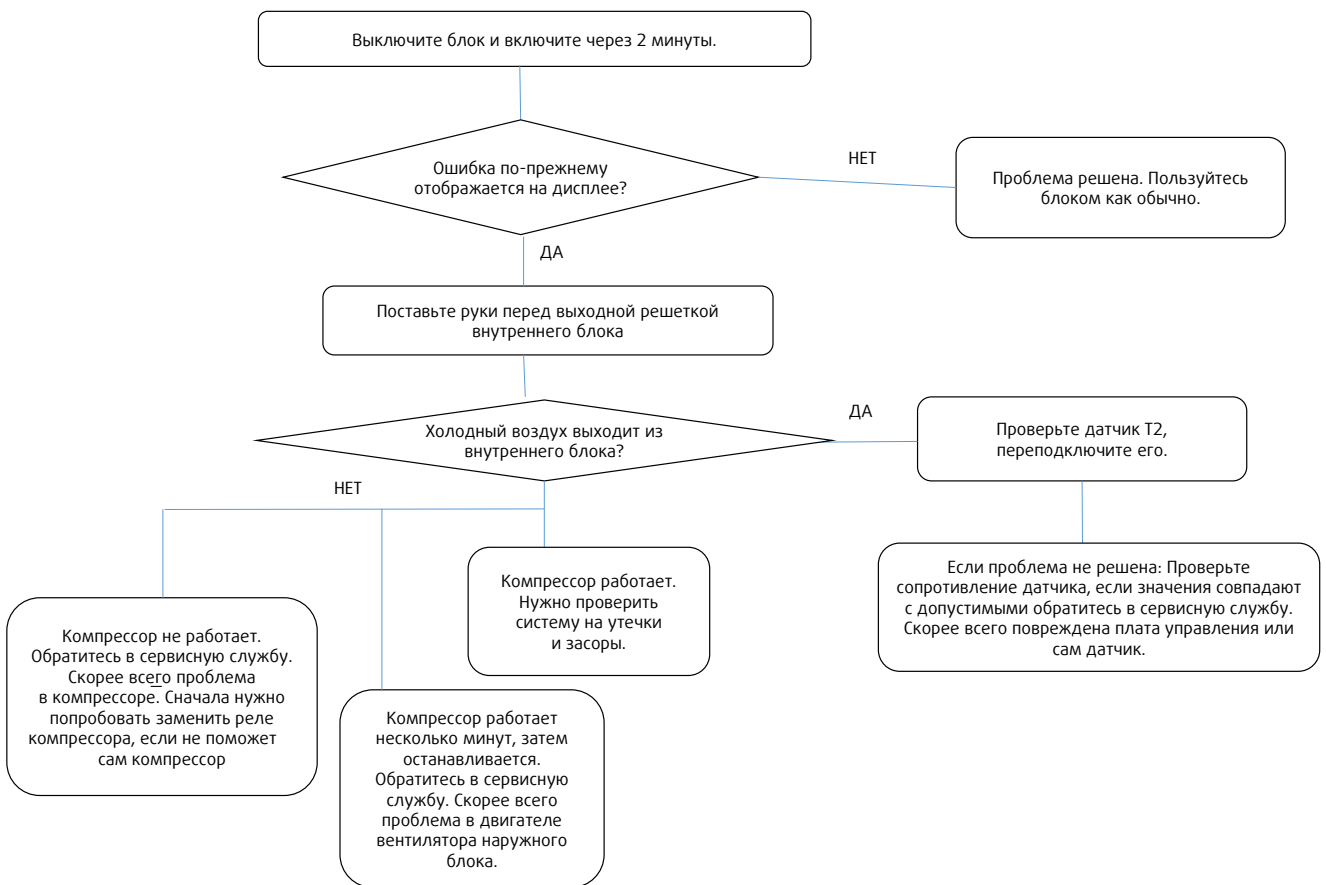 Выключите блок и включите через 2 минуты.
Ошибка по-прежнему
отображается на дисплее?
НЕТ
Проблема решена. Пользуйтесь
блоком как обычно.
ДА
Поставьте руки перед выходной решеткой
внутреннего блока
Холодный воздух выходит из
внутреннего блока?
ДА
Проверьте датчик Т2,
переподключите его.
НЕТ
Компрессор не работает.
Обратитесь в сервисную службу.
Скорее всего проблема
в компрессоре. Сначала нужно
попробовать заменить реле
компрессора, если не поможет
сам компрессор
Компрессор работает
несколько минут, затем
останавливается.
Обратитесь в сервисную
службу. Скорее всего
проблема в двигателе
вентилятора наружного
блока.
Компрессор работает.
Нужно проверить
систему на утечки
и засоры.
Если проблема не решена: Проверьте
сопротивление датчика, если значения совпадают
с допустимыми обратитесь в сервисную службу.
Скорее всего повреждена плата управления или
сам датчик.